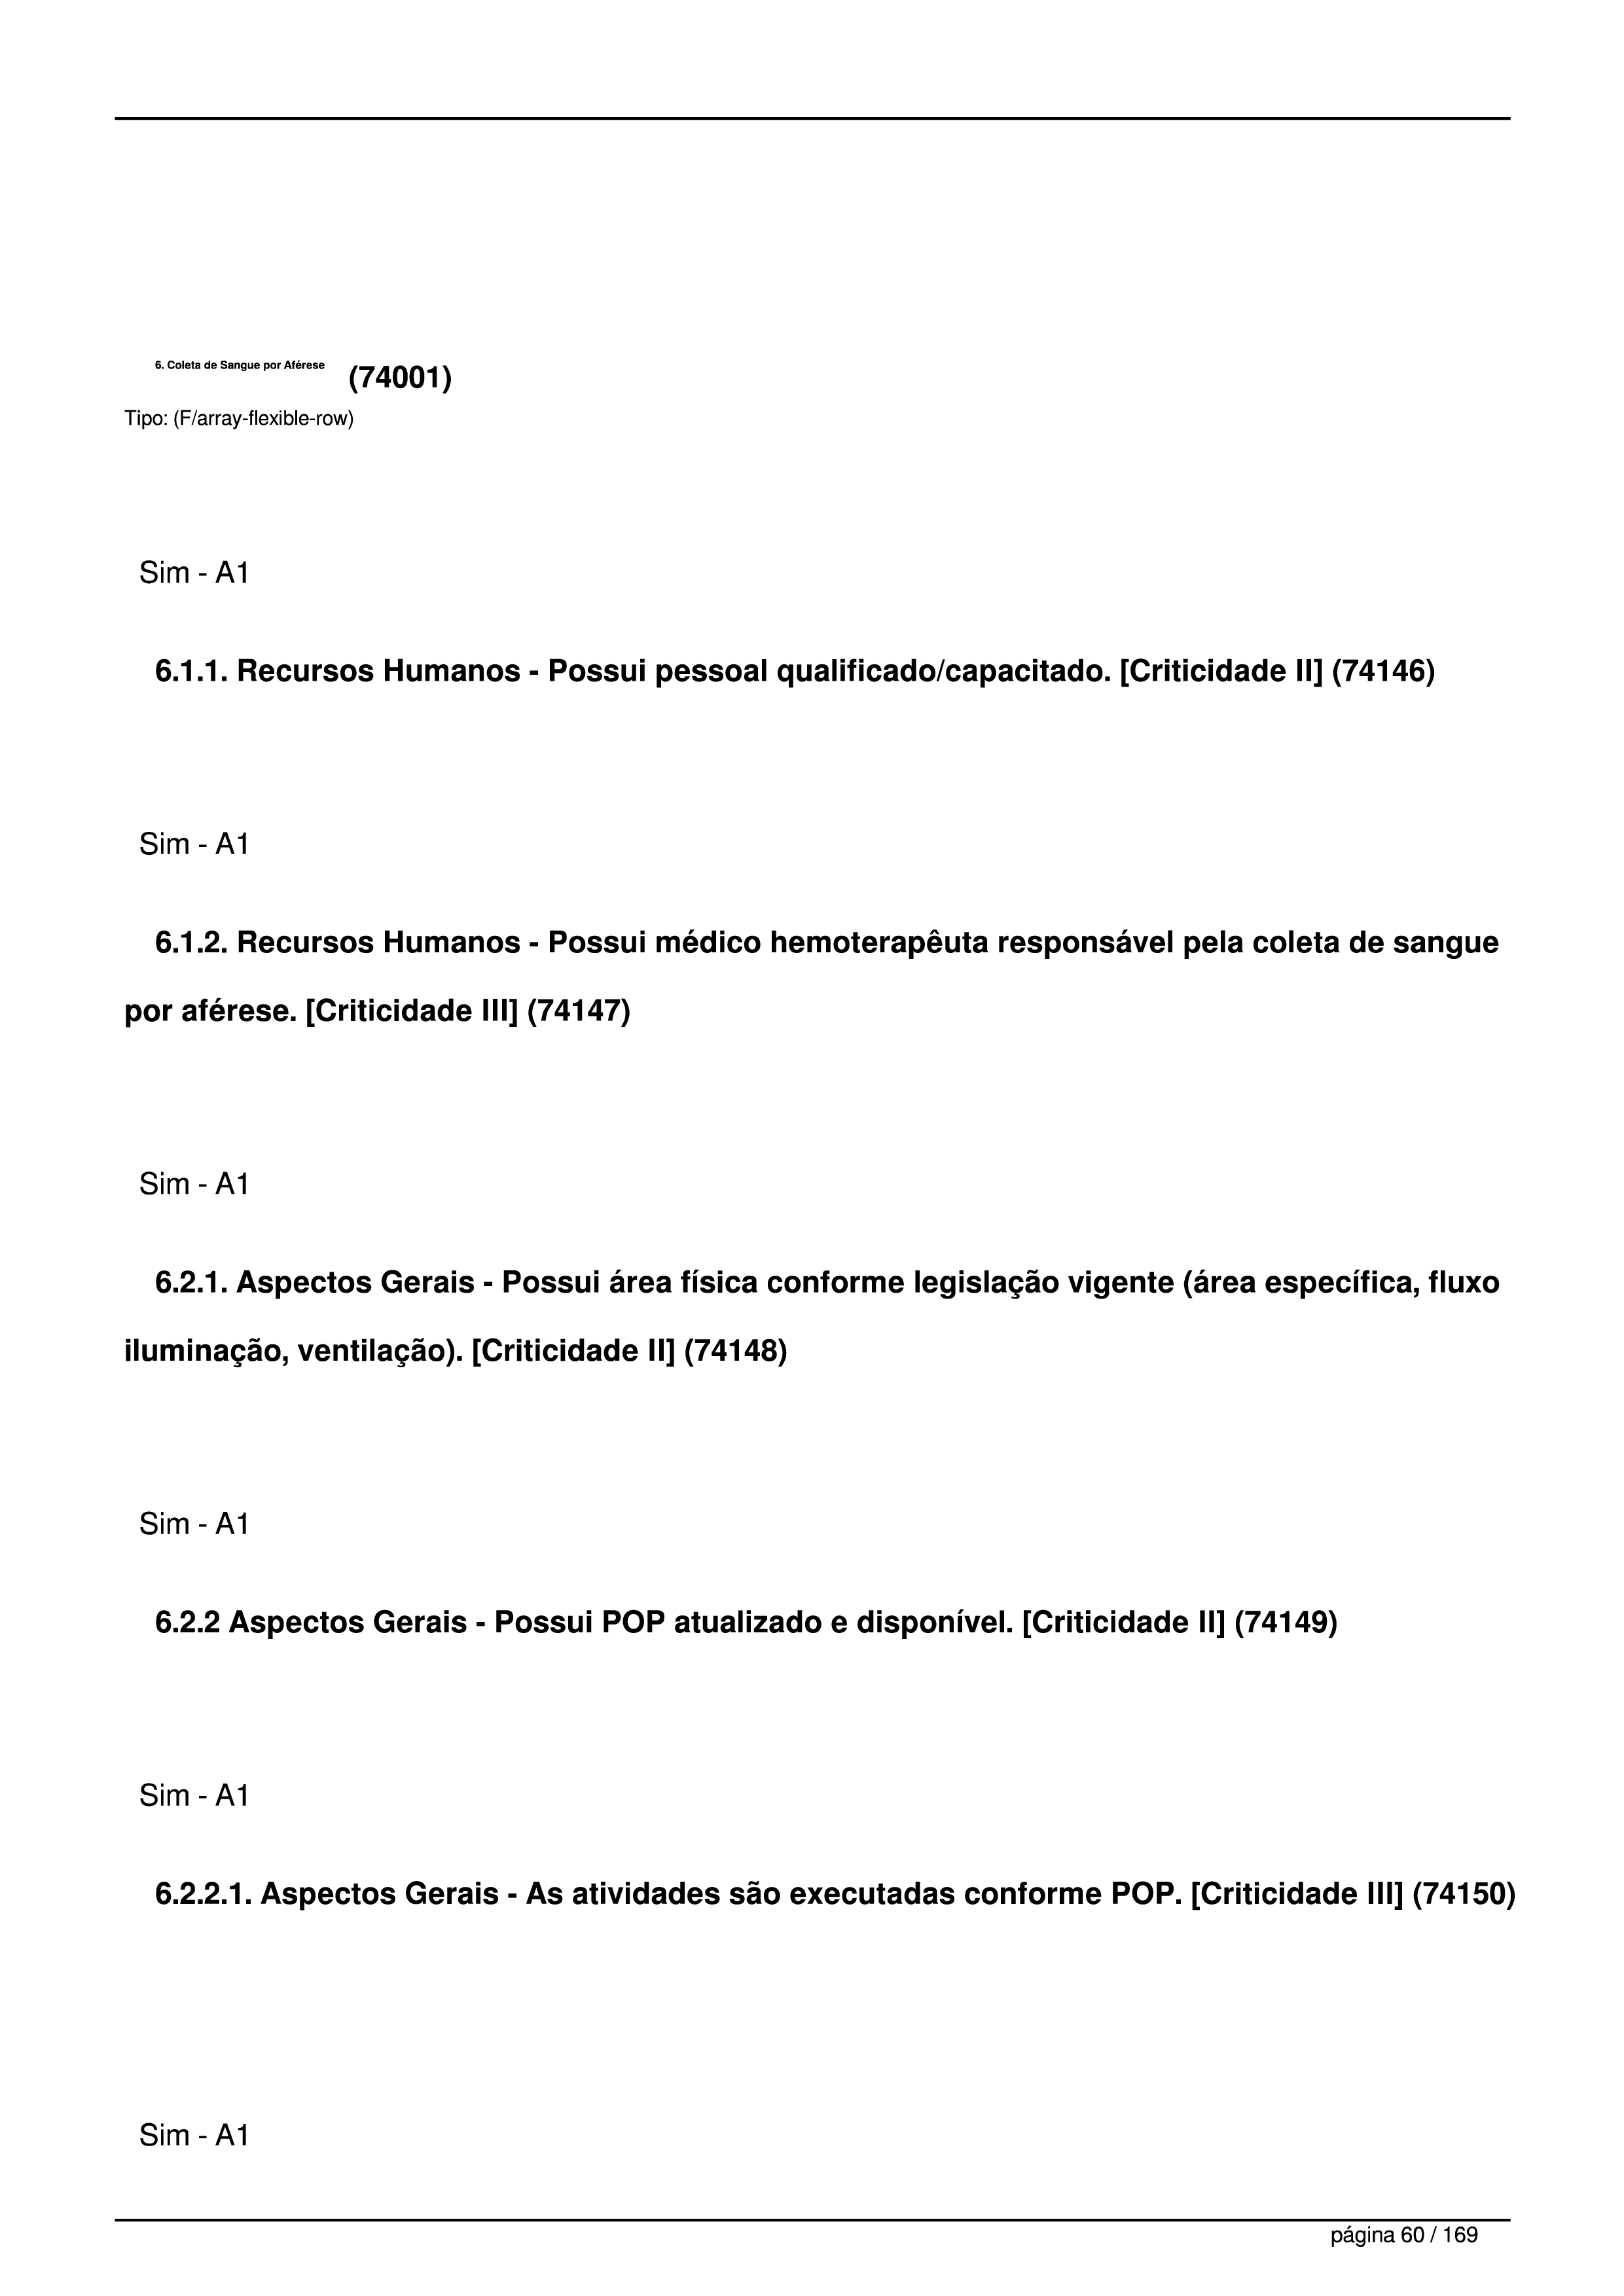 6. Coleta de Sangue por Aférese (74001)
Tipo: (F/array-flexible-row)
Sim - A1
6.1.1. Recursos Humanos - Possui pessoal qualificado/capacitado. [Criticidade II] (74146)
Sim - A1
6.1.2. Recursos Humanos - Possui médico hemoterapêuta responsável pela coleta de sangue
por aférese. [Criticidade III] (74147)
Sim - A1
6.2.1. Aspectos Gerais - Possui área física conforme legislação vigente (área específica, fluxo
iluminação, ventilação). [Criticidade II] (74148)
Sim - A1
6.2.2 Aspectos Gerais - Possui POP atualizado e disponível. [Criticidade II] (74149)
Sim - A1
6.2.2.1. Aspectos Gerais - As atividades são executadas conforme POP. [Criticidade III] (74150)
Sim - A1
página 60 / 169